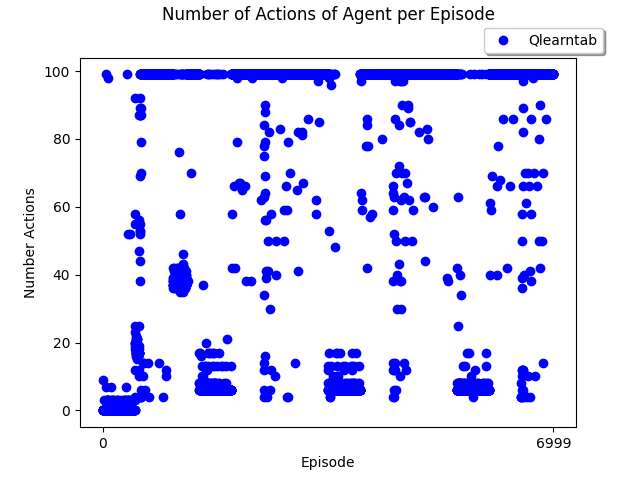 Number of Actions of Agent per Episode
Qlearntab
100
80
60
40
20
0
Number Actions
0
6999
Episode